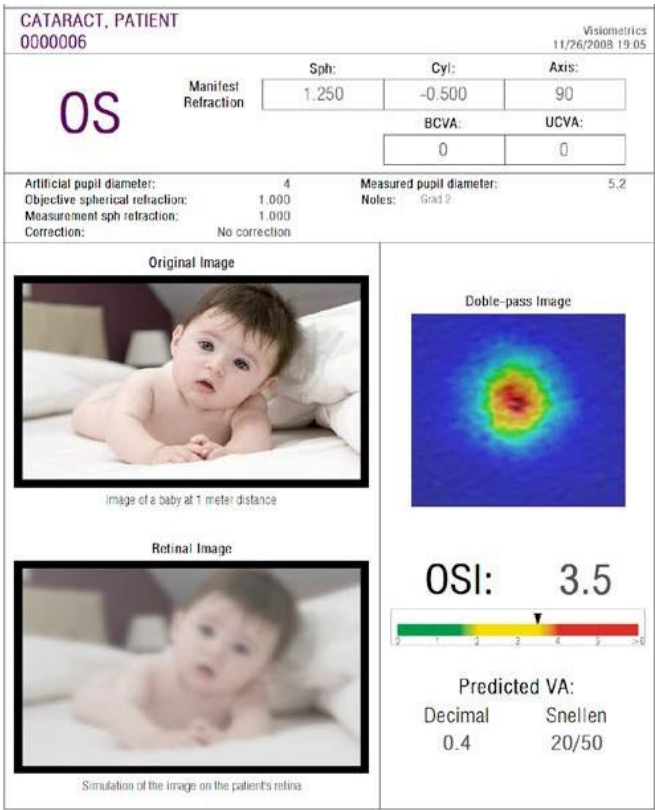 CATARACT, PATIENT
0000006
Visiometrics
11/26/2008 19:05
OS
Manifest
Refraction
Sph: Cyl: Axis:
1.250 -0.500 90
BCVA: UCVA:
0 0
Artificial pupil diameter: 4
Objective spherical refraction: 1.000
Measurement sph refraction: 1.000
Correction: No correction
Measured pupil diameter: 5.2
Notes: Grad 2
Original Image
Image of a baby at 1 meter distance
Retinal Image
Simulation of the image on the patient's retina
Doble-pass Image
OSI: 3.5
0 1 2 3 4 5 >6
Predicted VA:
Decimal Snellen
0.4 20/50